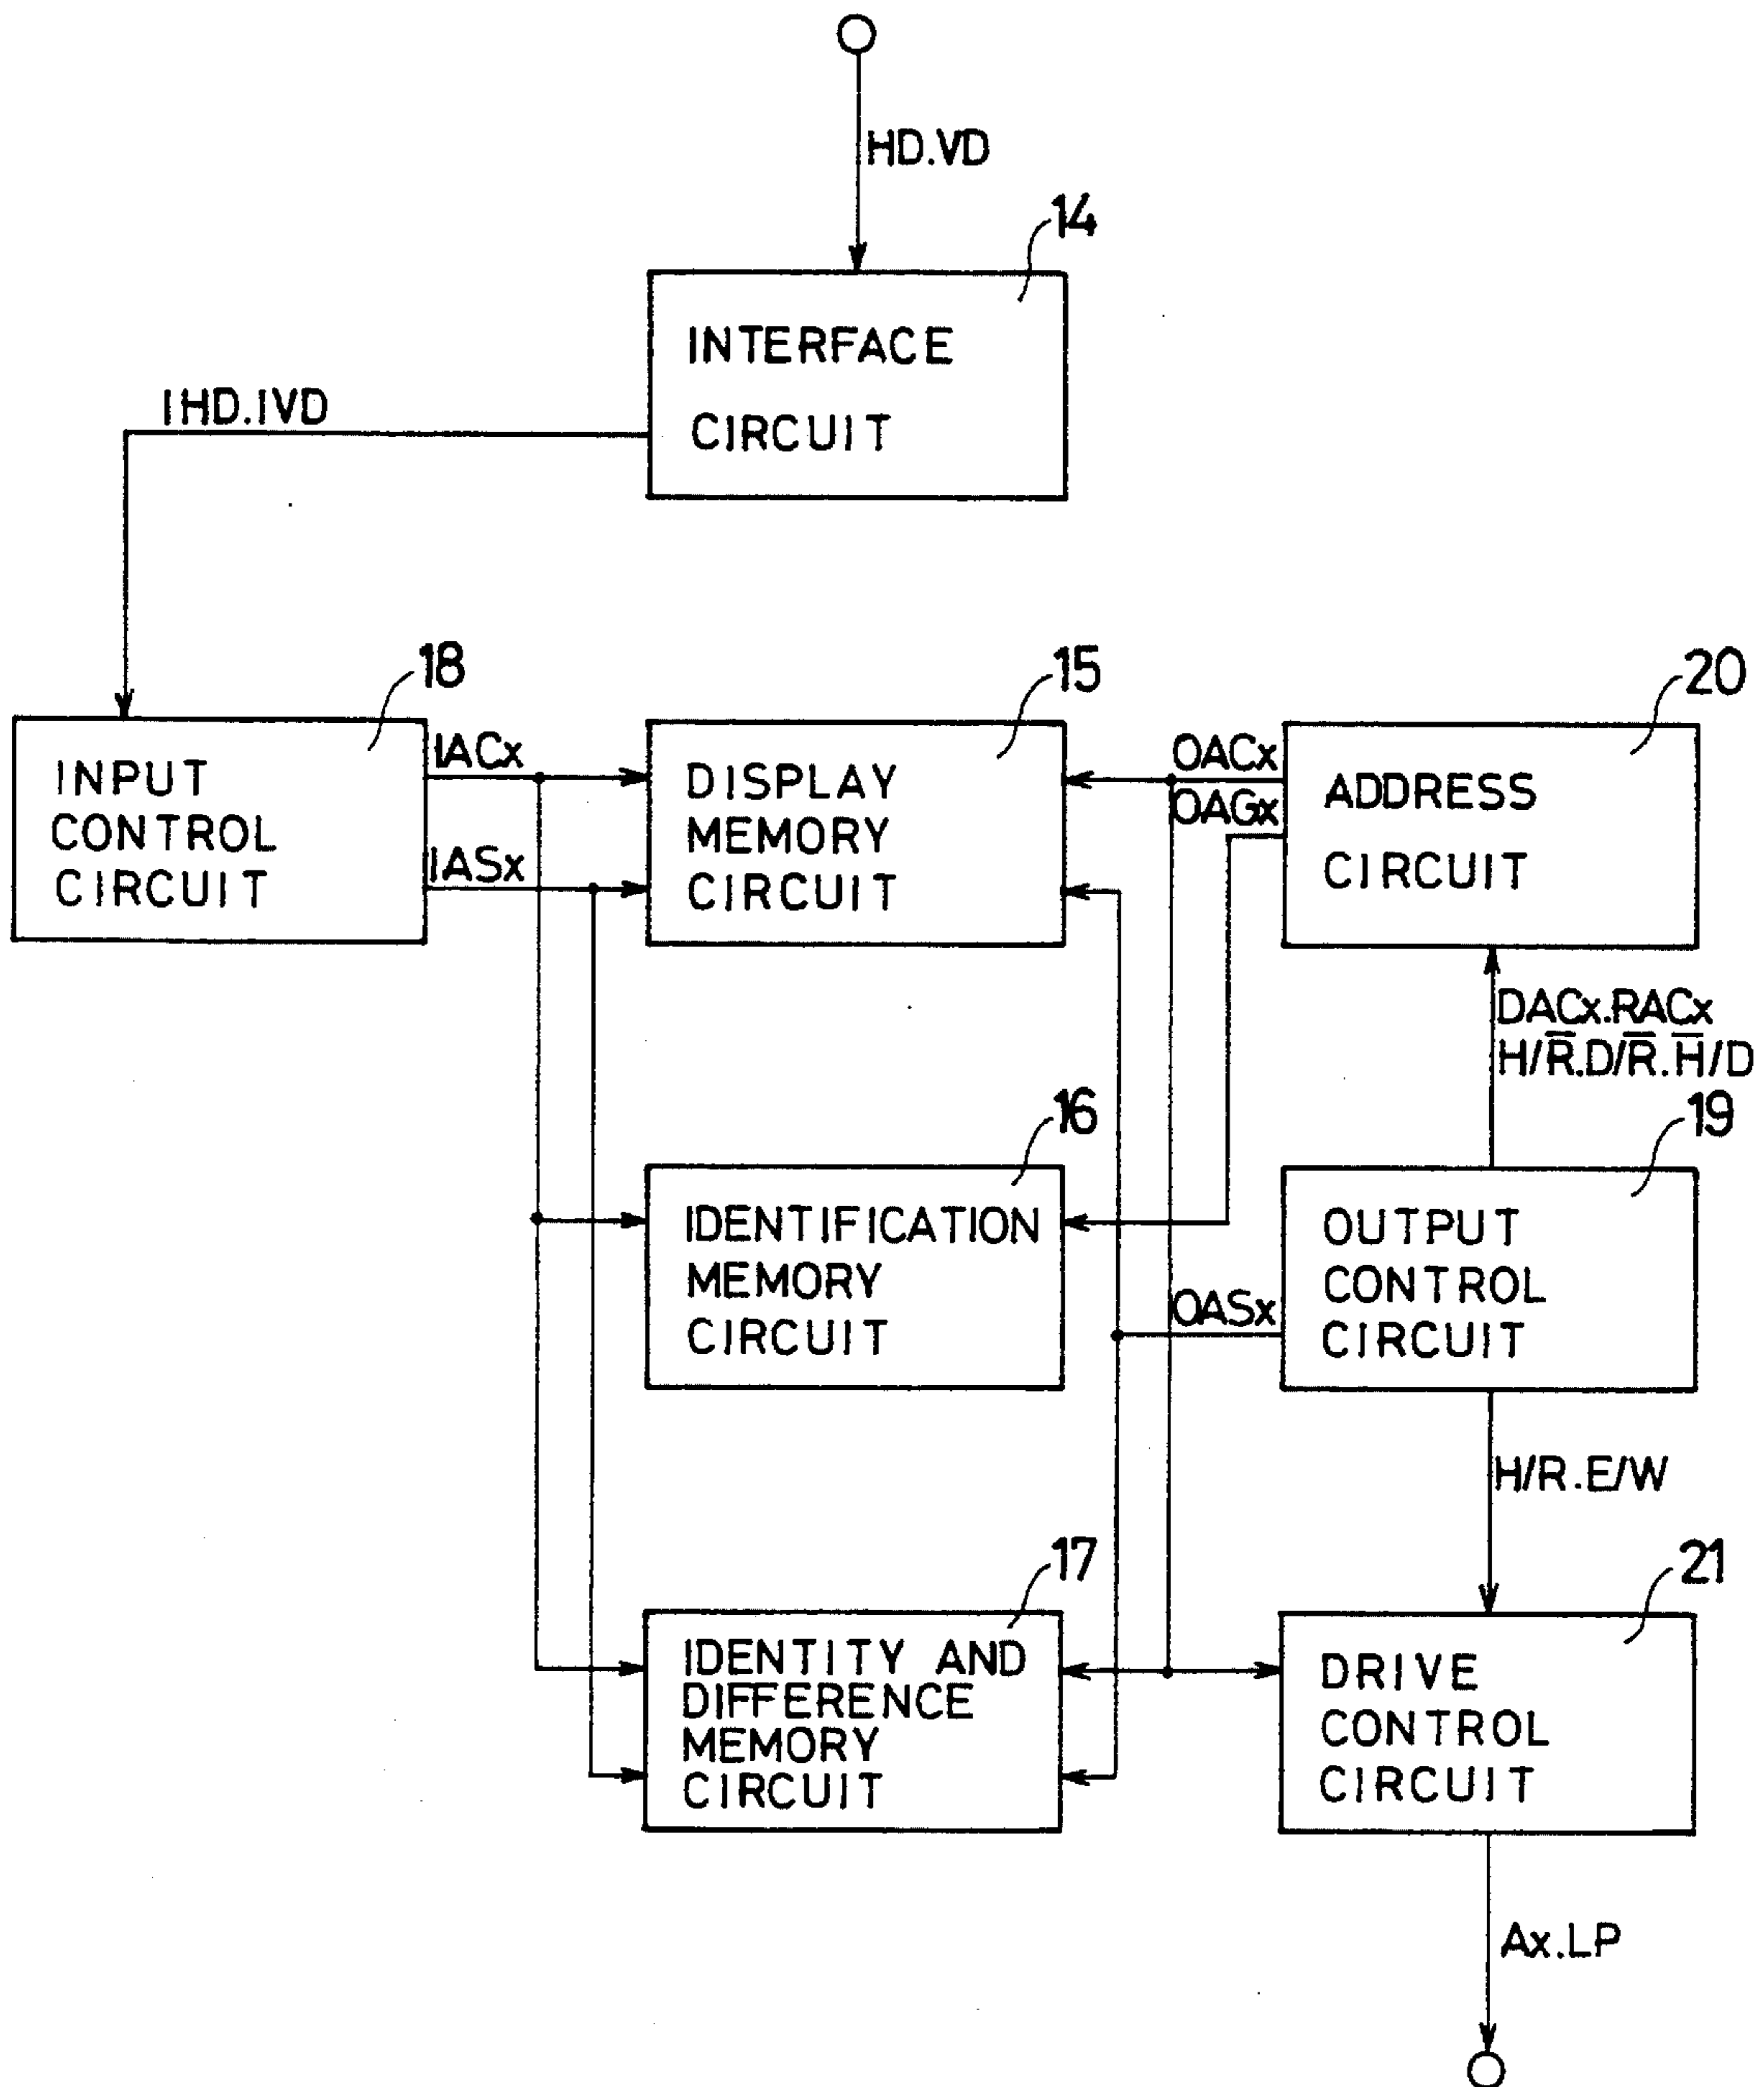 HD.VD
14
INTERFACE
CIRCUIT
IHD.IVD
18
INPUT
CONTROL
CIRCUIT
IACx
IASx
15
DISPLAY
MEMORY
CIRCUIT
OACx
OAGx
20
ADDRESS
CIRCUIT
DACx.RACx
H/R̅.D/R̅.H̅/D
16
IDENTIFICATION
MEMORY
CIRCUIT
OASx
19
OUTPUT
CONTROL
CIRCUIT
H/R.E/W
17
IDENTITY AND
DIFFERENCE
MEMORY
CIRCUIT
21
DRIVE
CONTROL
CIRCUIT
Ax.LP